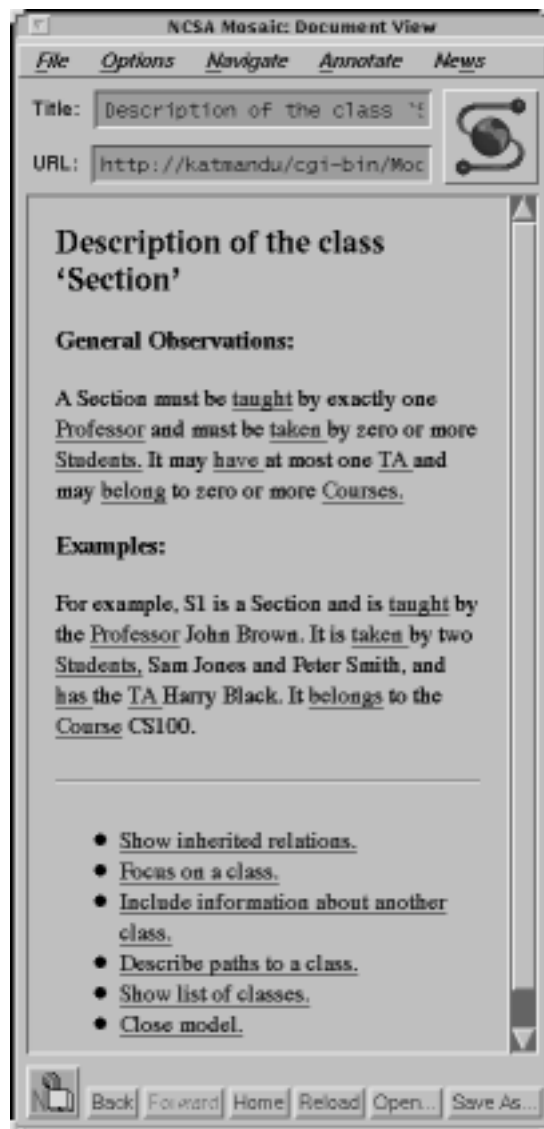 NCSA Mosaic: Document View
File Options Navigate Annotate News
Title: Description of the class 'S
URL: http://katmandu/cgi-bin/Moc
Description of the class
‘Section’
General Observations:
A Section must be taught by exactly one
Professor and must be taken by zero or more
Students. It may have at most one TA and
may belong to zero or more Courses.
Examples:
For example, S1 is a Section and is taught by
the Professor John Brown. It is taken by two
Students, Sam Jones and Peter Smith, and
has the TA Harry Black. It belongs to the
Course CS100.
● Show inherited relations.
● Focus on a class.
● Include information about another
class.
● Describe paths to a class.
● Show list of classes.
● Close model.
Back Forward Home Reload Open... Save As...